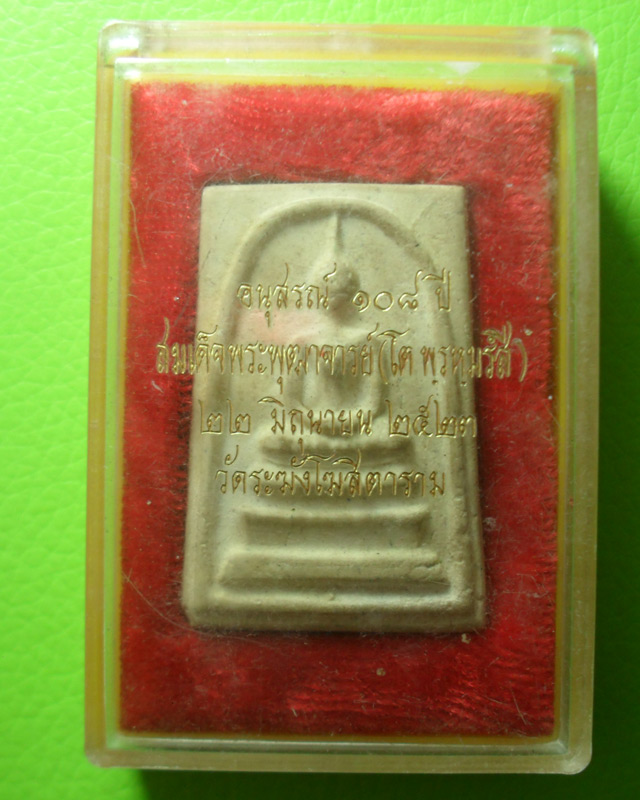 อนุสรณ์ ๑๐๘ ปี
สมเด็จพระพุฒาจารย์(โต พรหมรังสี)
๒๒ มิถุนายน ๒๕๒๓
วัดระฆังโฆสิตาราม